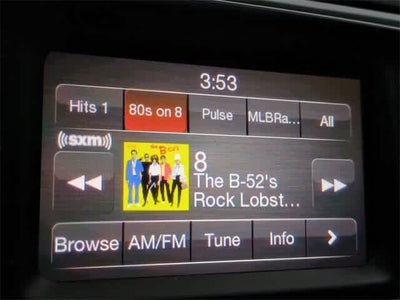 3:53
Hits 1 80s on 8 Pulse MLBRa... All
((sxm))
8
The B-52's
Rock Lobst...
Browse AM/FM Tune Info >